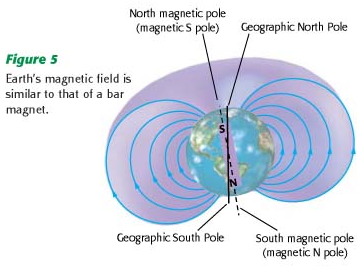 North magnetic pole
(magnetic S pole)
Geographic North Pole
Figure 5
Earth's magnetic field is
similar to that of a bar
magnet.
S
N
Geographic South Pole
South magnetic pole
(magnetic N pole)